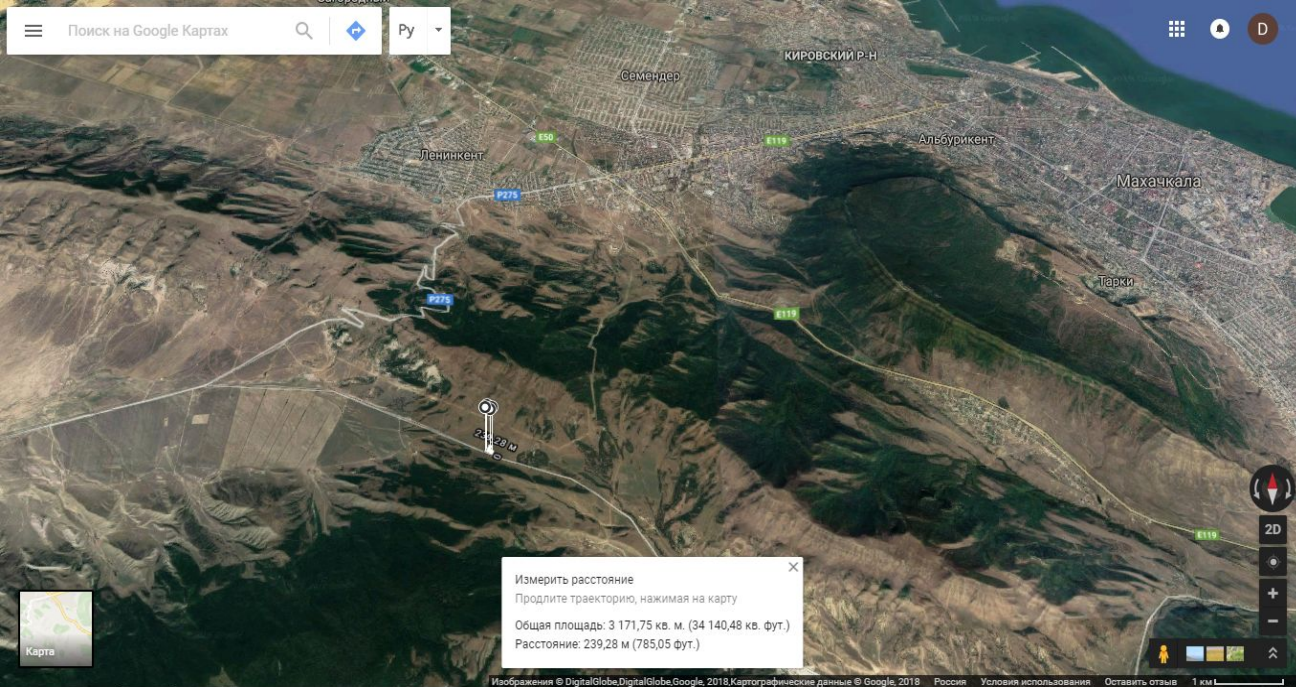 Загородный
Поиск на Google Картах
Ру
D
КИРОВСКИЙ Р-Н
Семендер
E50
E119
Альбурикент
Ленинкент
Махачкала
P275
Тарки
P275
E119
239,28 м
2D
E119
Измерить расстояние
Продлите траекторию, нажимая на карту
Общая площадь: 3 171,75 кв. м. (34 140,48 кв. фут.)
Расстояние: 239,28 м (785,05 фут.)
Карта
Изображения © DigitalGlobe,DigitalGlobe,Google, 2018,Картографические данные © Google, 2018 Россия Условия использования Оставить отзыв 1 км